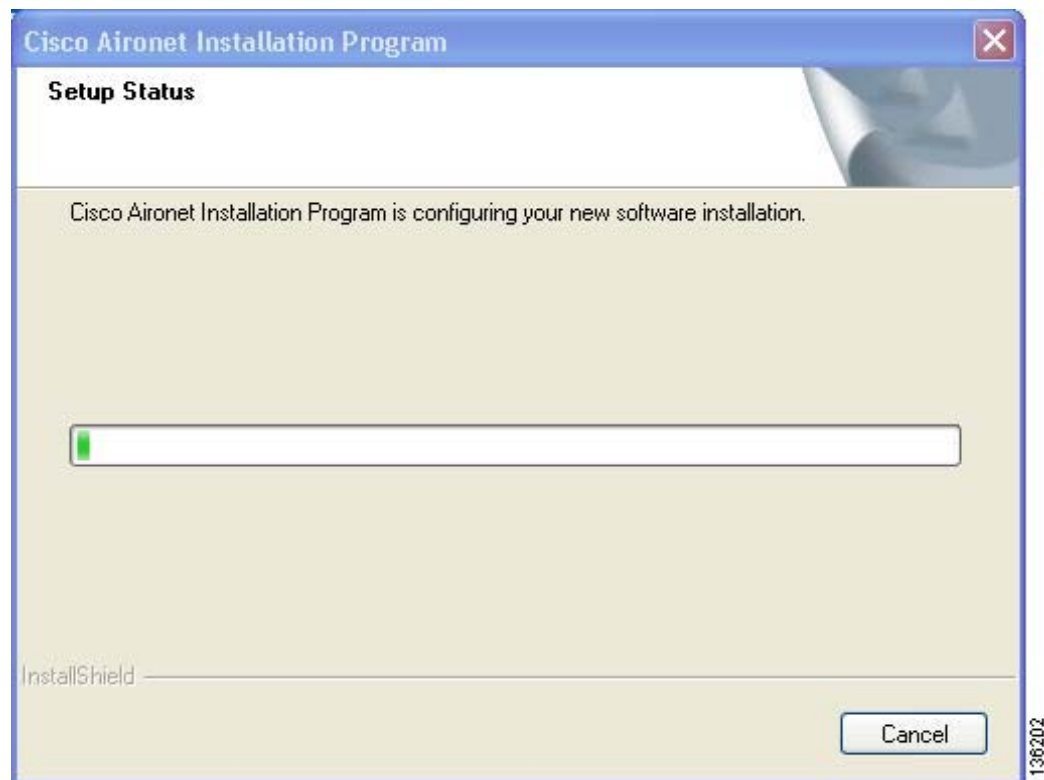 Cisco Aironet Installation Program
Setup Status
Cisco Aironet Installation Program is configuring your new software installation.
InstallShield
Cancel
136202